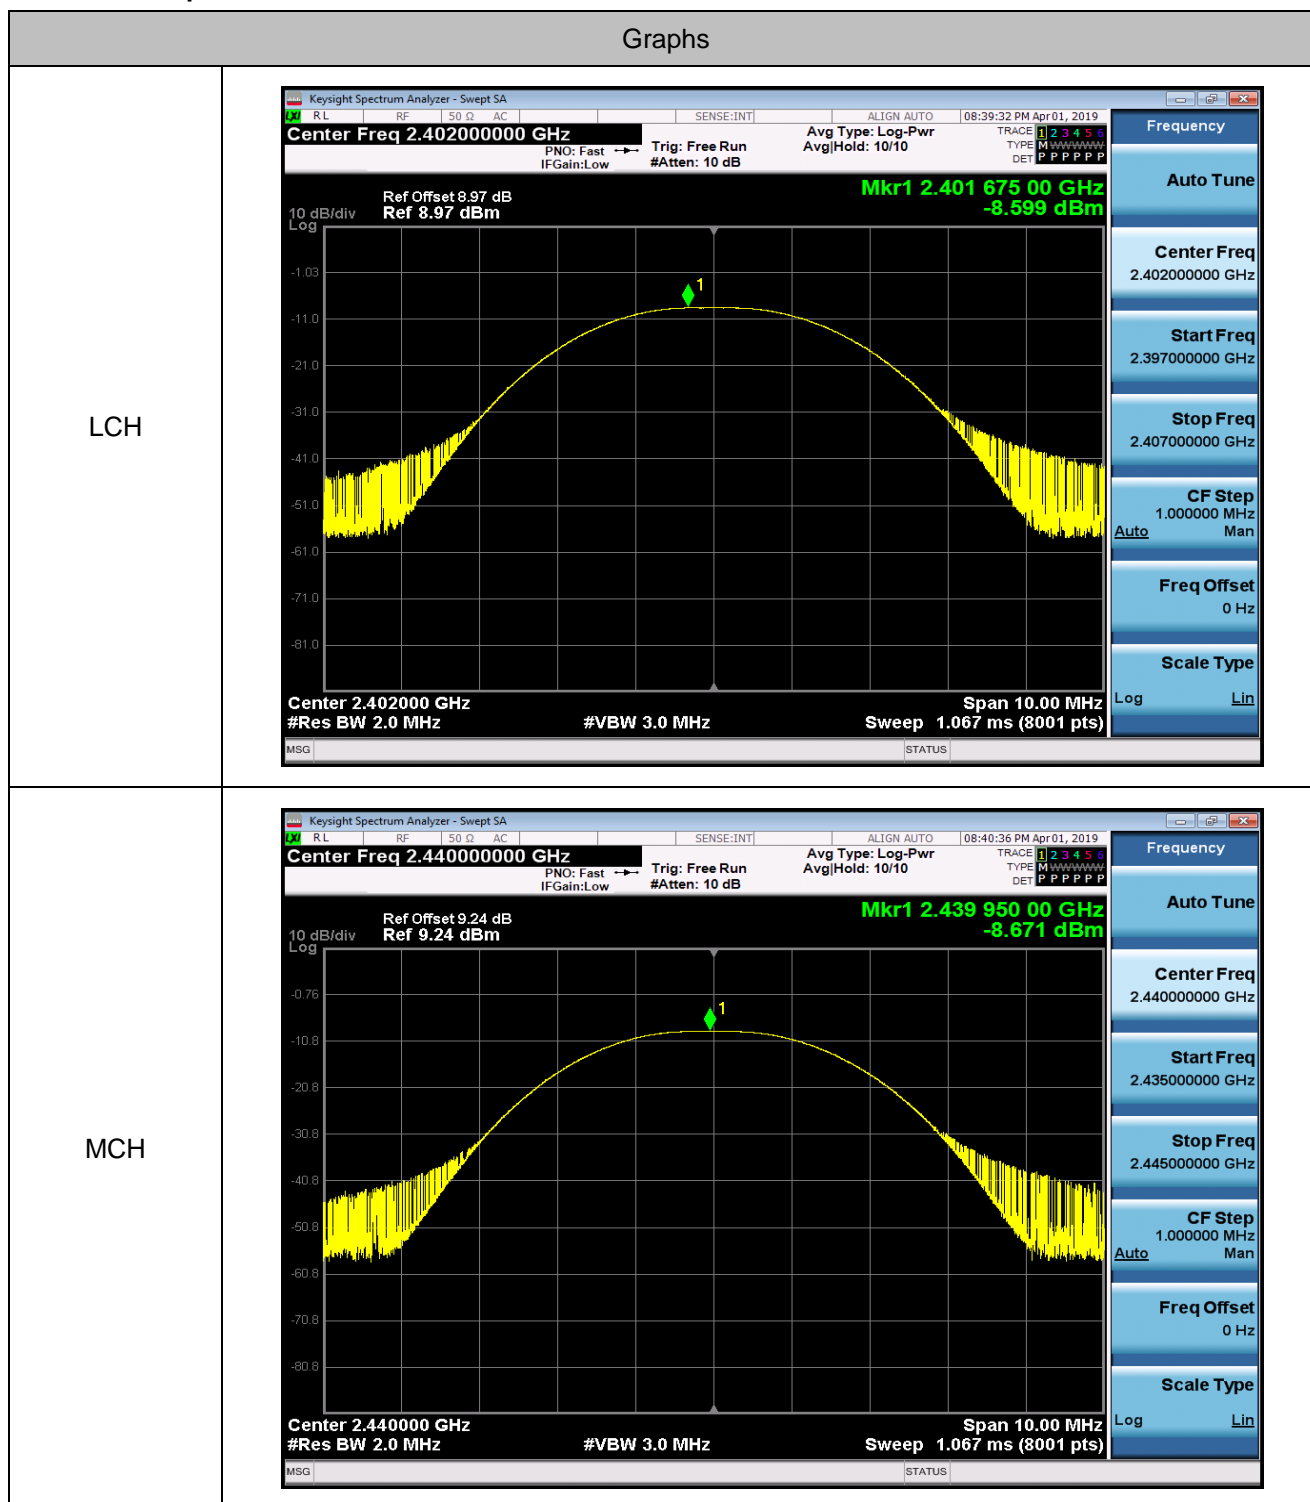 Graphs
LCH
Keysight Spectrum Analyzer - Swept SA
LXI RL RF 50 Ω AC SENSE:INT ALIGN AUTO 08:39:32 PM Apr 01, 2019
Center Freq 2.402000000 GHz
PNO: Fast
IFGain:Low
Trig: Free Run
#Atten: 10 dB
Avg Type: Log-Pwr
Avg|Hold: 10/10
TRACE 1 2 3 4 5 6
TYPE M WWWWW
DET P P P P P P
Mkr1 2.401 675 00 GHz
-8.599 dBm
Ref Offset 8.97 dB
10 dB/div Ref 8.97 dBm
Log
1
-1.03
-11.0
-21.0
-31.0
-41.0
-51.0
-61.0
-71.0
-81.0
Center 2.402000 GHz Span 10.00 MHz
#Res BW 2.0 MHz #VBW 3.0 MHz Sweep 1.067 ms (8001 pts)
MSG STATUS
Frequency
Auto Tune
Center Freq
2.402000000 GHz
Start Freq
2.397000000 GHz
Stop Freq
2.407000000 GHz
CF Step
1.000000 MHz
Auto Man
Freq Offset
0 Hz
Scale Type
Log Lin
MCH
Keysight Spectrum Analyzer - Swept SA
LXI RL RF 50 Ω AC SENSE:INT ALIGN AUTO 08:40:36 PM Apr 01, 2019
Center Freq 2.440000000 GHz
PNO: Fast
IFGain:Low
Trig: Free Run
#Atten: 10 dB
Avg Type: Log-Pwr
Avg|Hold: 10/10
TRACE 1 2 3 4 5 6
TYPE M WWWWW
DET P P P P P P
Mkr1 2.439 950 00 GHz
-8.671 dBm
Ref Offset 9.24 dB
10 dB/div Ref 9.24 dBm
Log
1
-0.76
-10.8
-20.8
-30.8
-40.8
-50.8
-60.8
-70.8
-80.8
Center 2.440000 GHz Span 10.00 MHz
#Res BW 2.0 MHz #VBW 3.0 MHz Sweep 1.067 ms (8001 pts)
MSG STATUS
Frequency
Auto Tune
Center Freq
2.440000000 GHz
Start Freq
2.435000000 GHz
Stop Freq
2.445000000 GHz
CF Step
1.000000 MHz
Auto Man
Freq Offset
0 Hz
Scale Type
Log Lin